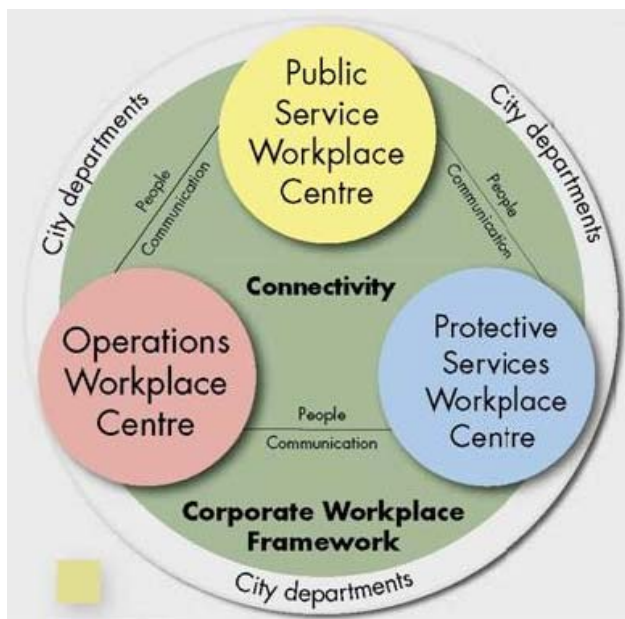 Public
Service
Workplace
Centre
City departments
City departments
People
Communication
People
Communication
Connectivity
Operations
Workplace
Centre
Protective
Services
Workplace
Centre
People
Communication
Corporate Workplace
Framework
City departments